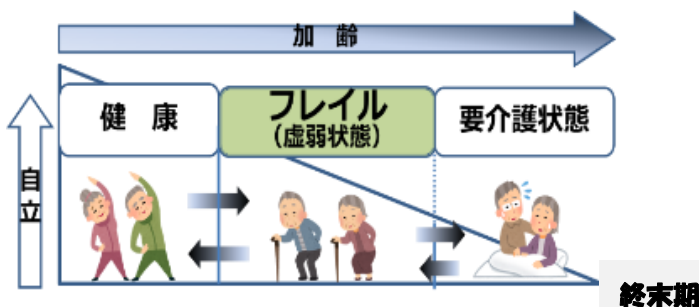 加　齢
健　康
フレイル
（虚弱状態）
要介護状態
自立
終末期